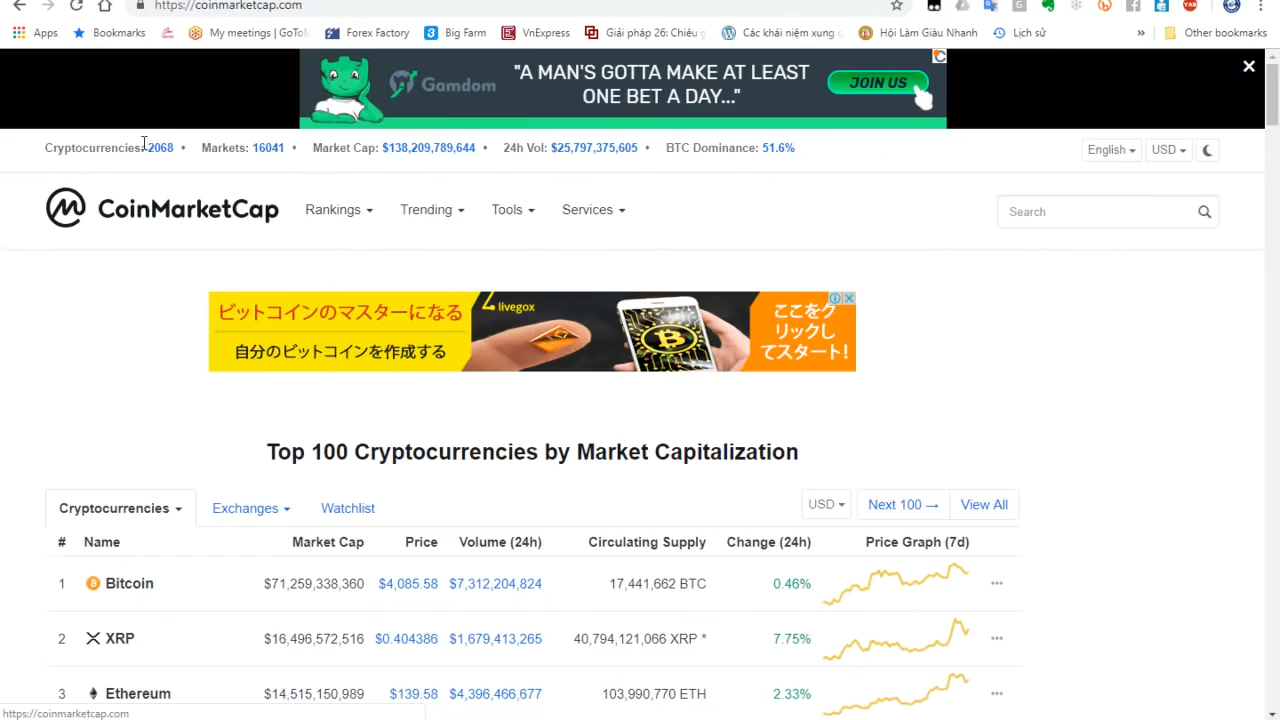 https://coinmarketcap.com
Apps Bookmarks My meetings | GoToM Forex Factory Big Farm VnExpress Giải pháp 26: Chiêu Các khái niệm xung Hội Làm Giàu Nhanh Lịch sử » Other bookmarks
Gamdom
"A MAN'S GOTTA MAKE AT LEAST
ONE BET A DAY..."
JOIN US
Cryptocurrencies: 2068 • Markets: 16041 • Market Cap: $138,209,789,644 • 24h Vol: $25,797,375,605 • BTC Dominance: 51.6%
English USD
CoinMarketCap Rankings Trending Tools Services Search
ビットコインのマスターになる
自分のビットコインを作成する
livegox
ここをク
リックし
てスタート!
Top 100 Cryptocurrencies by Market Capitalization
Cryptocurrencies Exchanges Watchlist USD Next 100 → View All
# Name Market Cap Price Volume (24h) Circulating Supply Change (24h) Price Graph (7d)
1 Bitcoin $71,259,338,360 $4,085.58 $7,312,204,824 17,441,662 BTC 0.46%
2 XRP $16,496,572,516 $0.404386 $1,679,413,265 40,794,121,066 XRP * 7.75%
3 Ethereum $14,515,150,989 $139.58 $4,396,466,677 103,990,770 ETH 2.33%
https://coinmarketcap.com